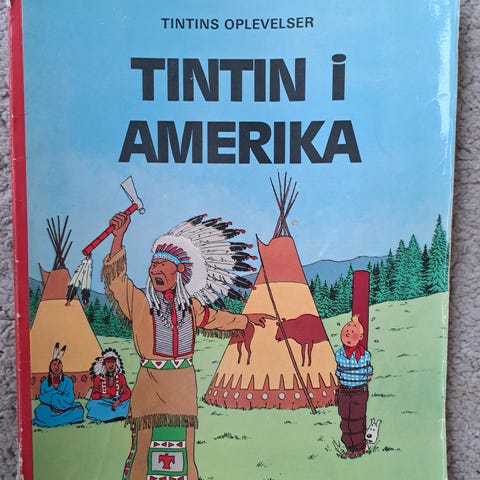 TINTINS OPLEVELSER
TINTIN i
AMERIKA